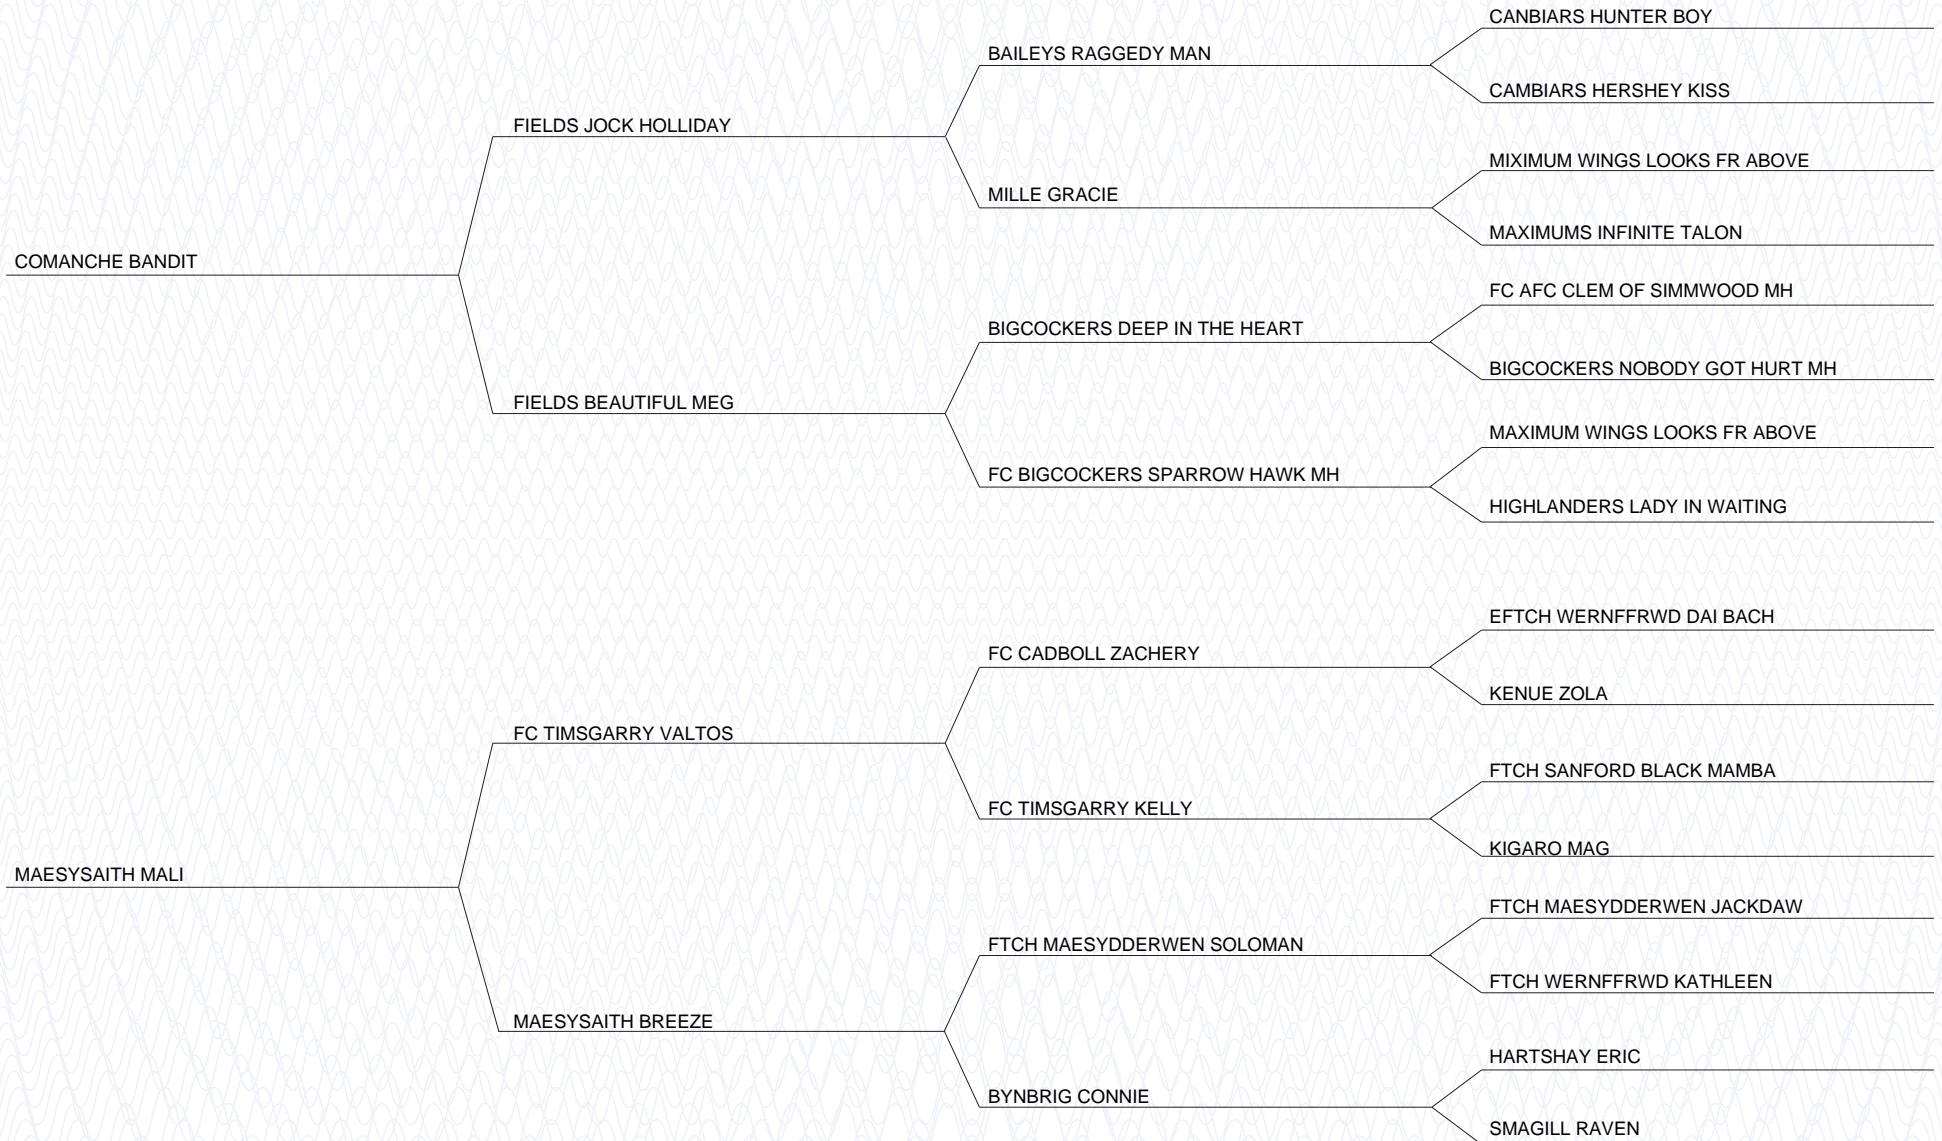 CANBIARS HUNTER BOY
BAILEYS RAGGEDY MAN
CAMBIARS HERSHEY KISS
FIELDS JOCK HOLLIDAY
MIXIMUM WINGS LOOKS FR ABOVE
MILLE GRACIE
MAXIMUMS INFINITE TALON
COMANCHE BANDIT
FC AFC CLEM OF SIMMWOOD MH
BIGCOCKERS DEEP IN THE HEART
BIGCOCKERS NOBODY GOT HURT MH
FIELDS BEAUTIFUL MEG
MAXIMUM WINGS LOOKS FR ABOVE
FC BIGCOCKERS SPARROW HAWK MH
HIGHLANDERS LADY IN WAITING
EFTCH WERNFFRWD DAI BACH
FC CADBOLL ZACHERY
KENUE ZOLA
FC TIMSGARRY VALTOS
FTCH SANFORD BLACK MAMBA
FC TIMSGARRY KELLY
KIGARO MAG
MAESYSAITH MALI
FTCH MAESYDDERWEN JACKDAW
FTCH MAESYDDERWEN SOLOMAN
FTCH WERNFFRWD KATHLEEN
MAESYSAITH BREEZE
HARTSHAY ERIC
BYNBRIG CONNIE
SMAGILL RAVEN